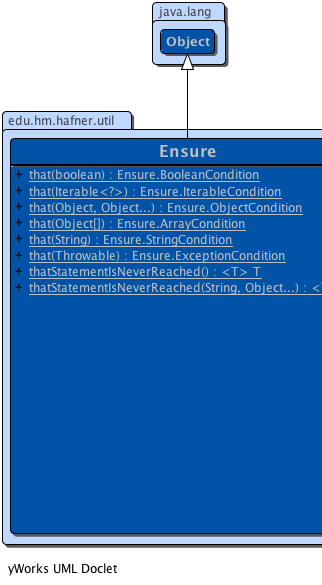 java.lang
Object
edu.hm.hafner.util
Ensure
+ that(boolean) : Ensure.BooleanCondition
+ that(Iterable<?>) : Ensure.IterableCondition
+ that(Object, Object...) : Ensure.ObjectCondition
+ that(Object[]) : Ensure.ArrayCondition
+ that(String) : Ensure.StringCondition
+ that(Throwable) : Ensure.ExceptionCondition
+ thatStatementIsNeverReached() : <T> T
+ thatStatementIsNeverReached(String, Object...) : <
yWorks UML Doclet